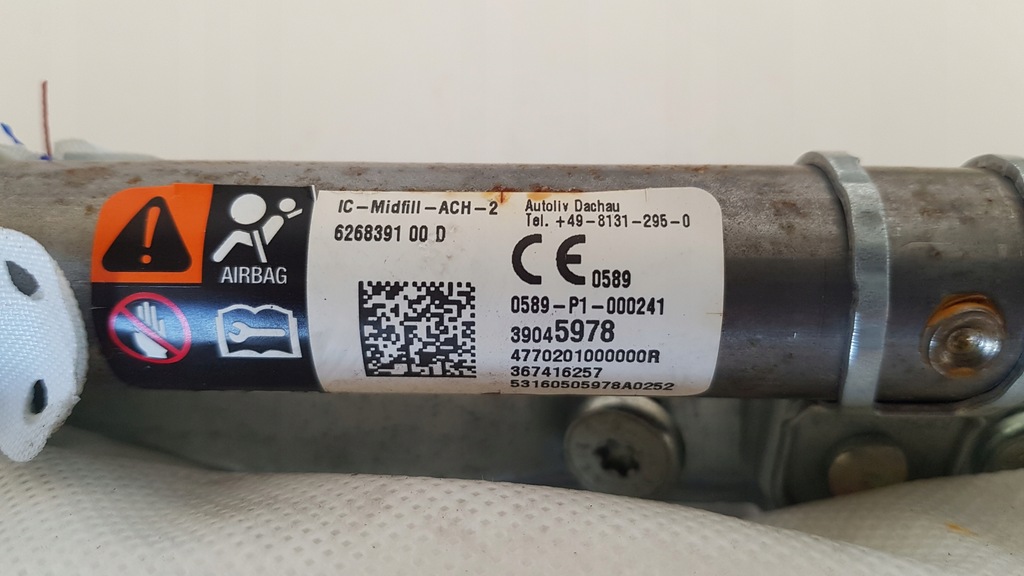 AIRBAG
IC-Midfill-ACH-2
6268391 00 D
Autoliv Dachau
Tel. +49-8131-295-0
CE 0589
0589-P1-000241
39045978
4770201000000R
367416257
53160505978A0252